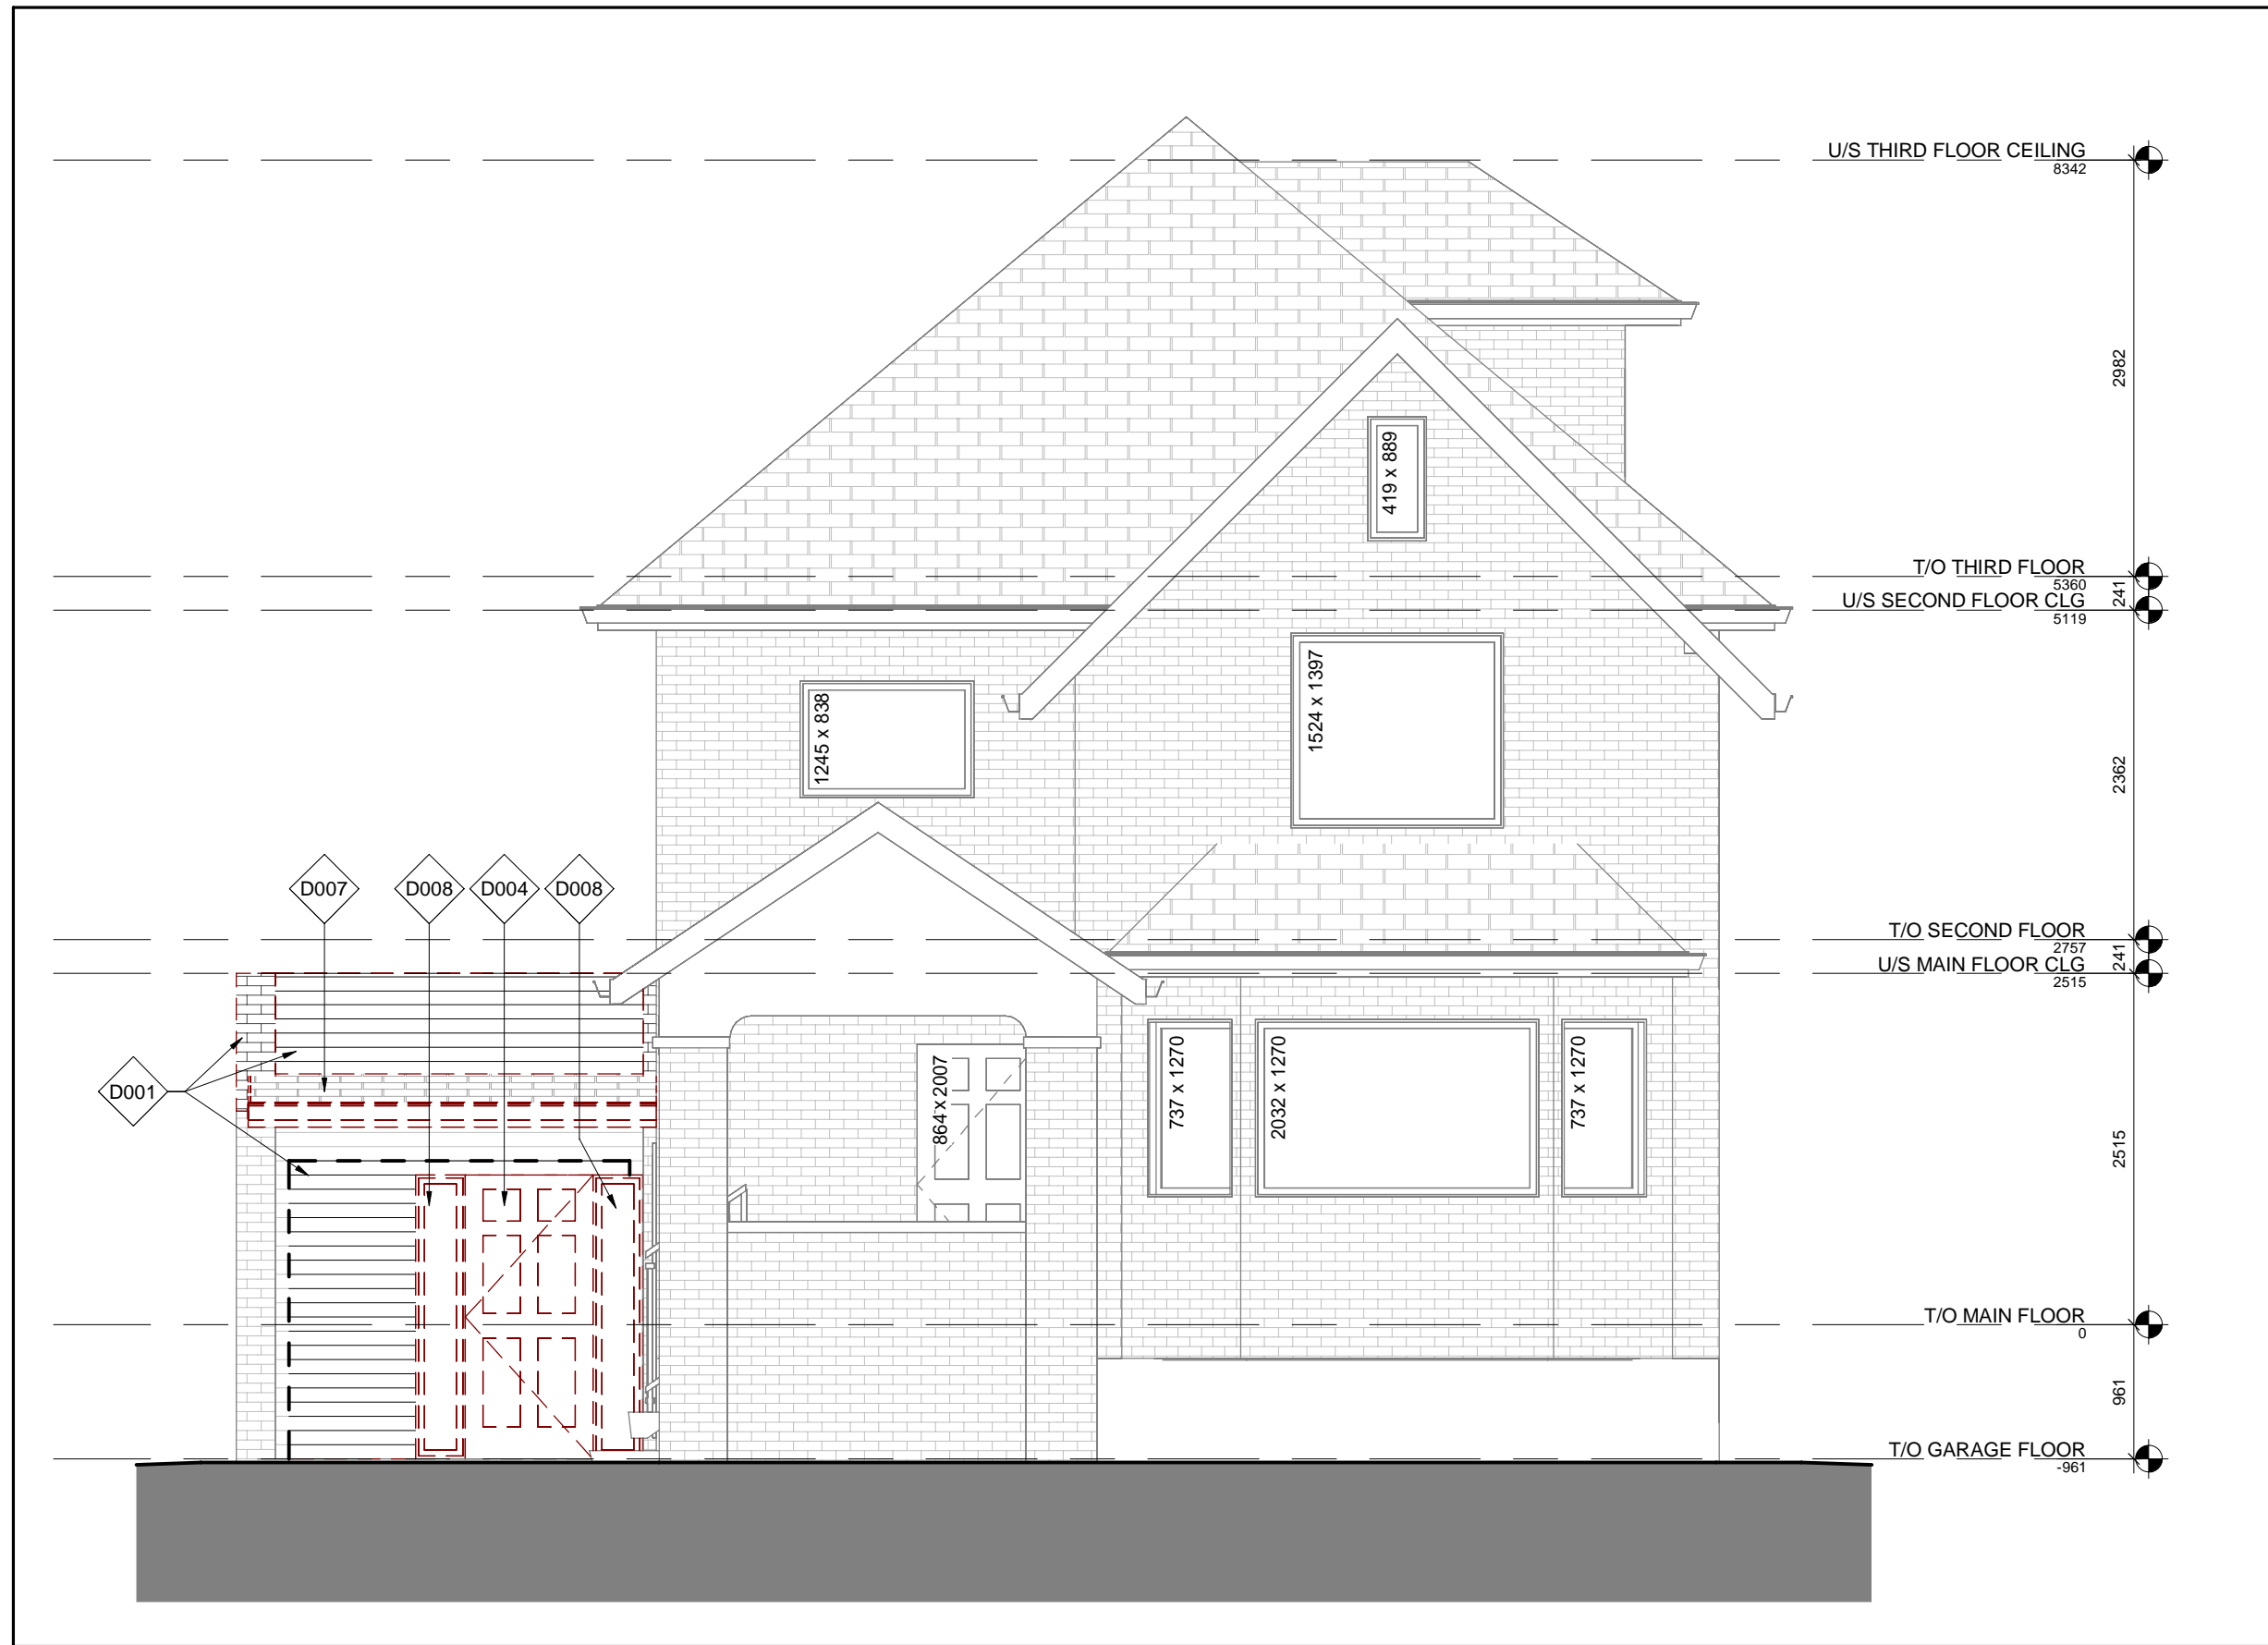 U/S THIRD FLOOR CEILING
8342
2982
419 x 889
T/O THIRD FLOOR
5360
241
U/S SECOND FLOOR CLG
5119
1245 x 838
1524 x 1397
2362
D007
D008
D004
D008
T/O SECOND FLOOR
2757
241
U/S MAIN FLOOR CLG
2515
D001
864 x 2007
737 x 1270
2032 x 1270
737 x 1270
2515
T/O MAIN FLOOR
0
961
T/O GARAGE FLOOR
-961